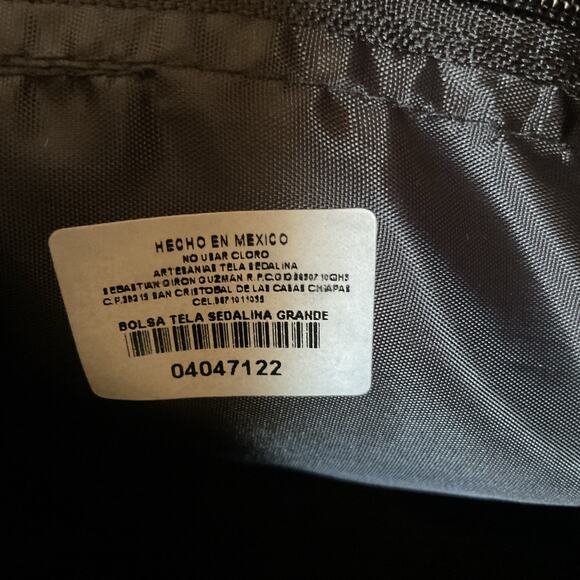 HECHO EN MEXICO
NO USAR CLORO
ARTESANIAS TELA SEDALINA
SEBASTIAN GIRON GUZMAN R.F.C.
C.P. SAN CRISTOBAL DE LAS CASAS CHIAPAS
BOLSA TELA SEDALINA GRANDE
04047122